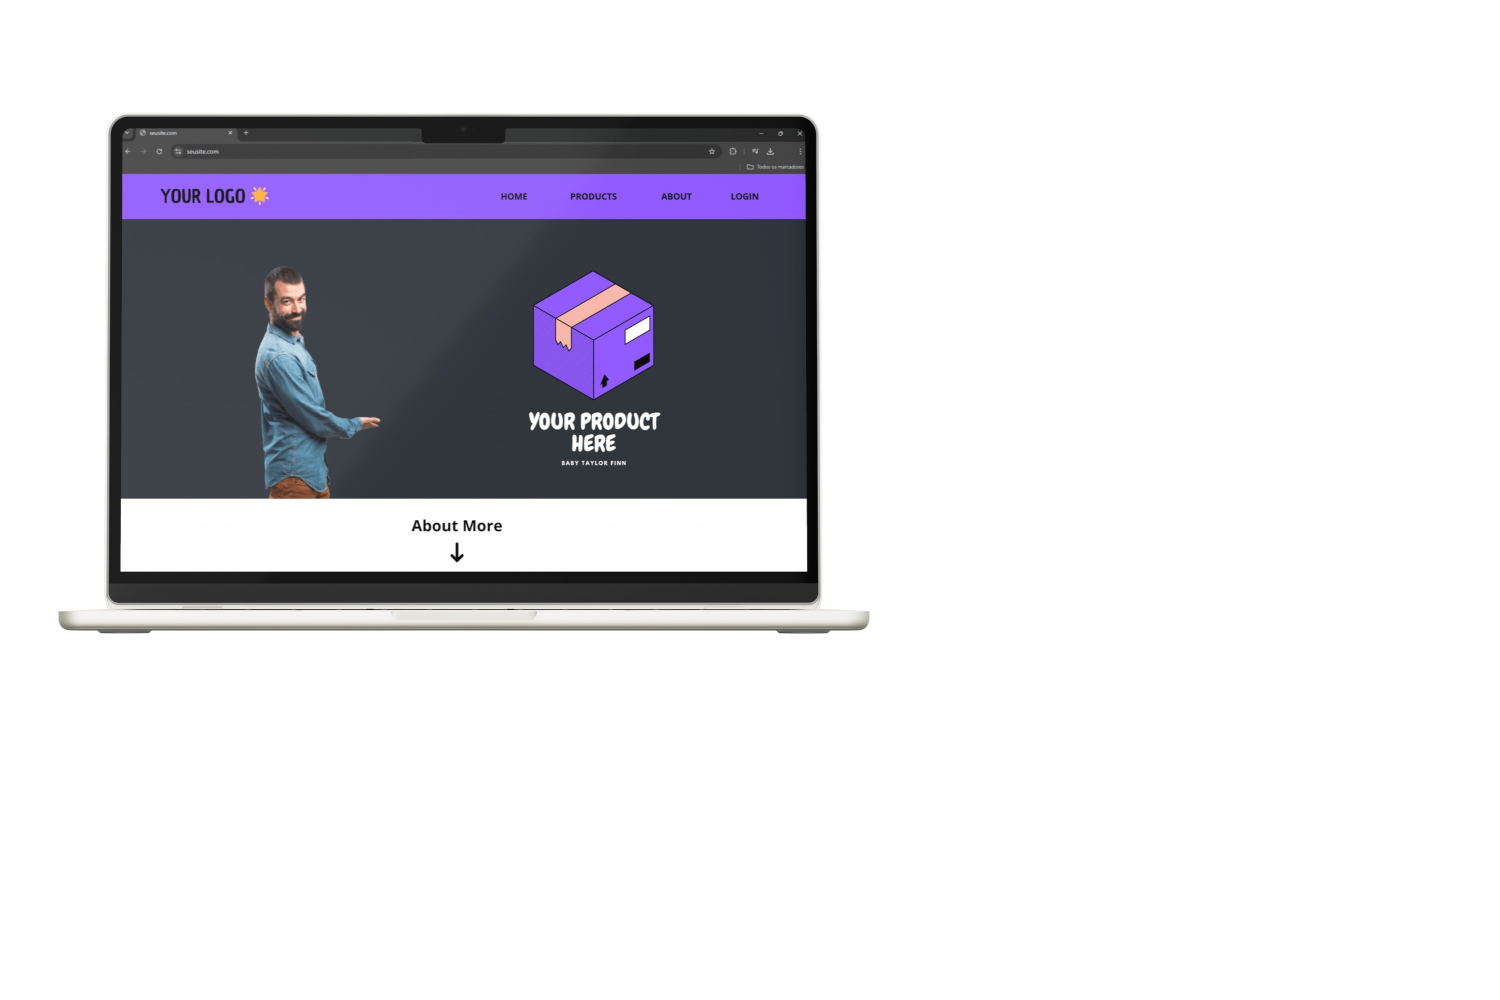 seusite.com
seusite.com
Todos os marcadores
YOUR LOGO
HOME PRODUCTS ABOUT LOGIN
YOUR PRODUCT
HERE
BABY TAYLOR FINN
About More